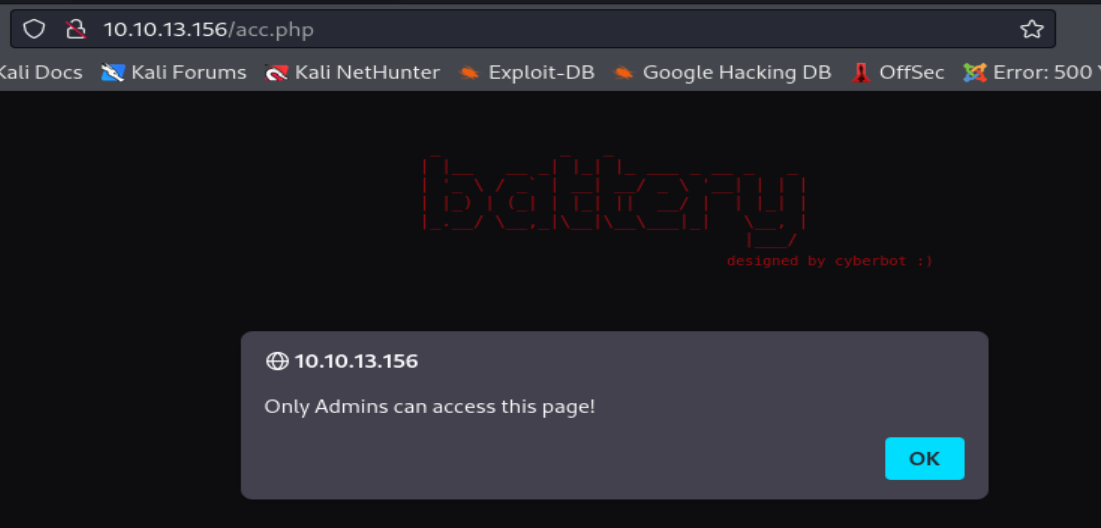 10.10.13.156/acc.php
Kali Docs Kali Forums Kali NetHunter Exploit-DB Google Hacking DB OffSec Error: 500
battery
designed by cyberbot :)
10.10.13.156
Only Admins can access this page!
OK